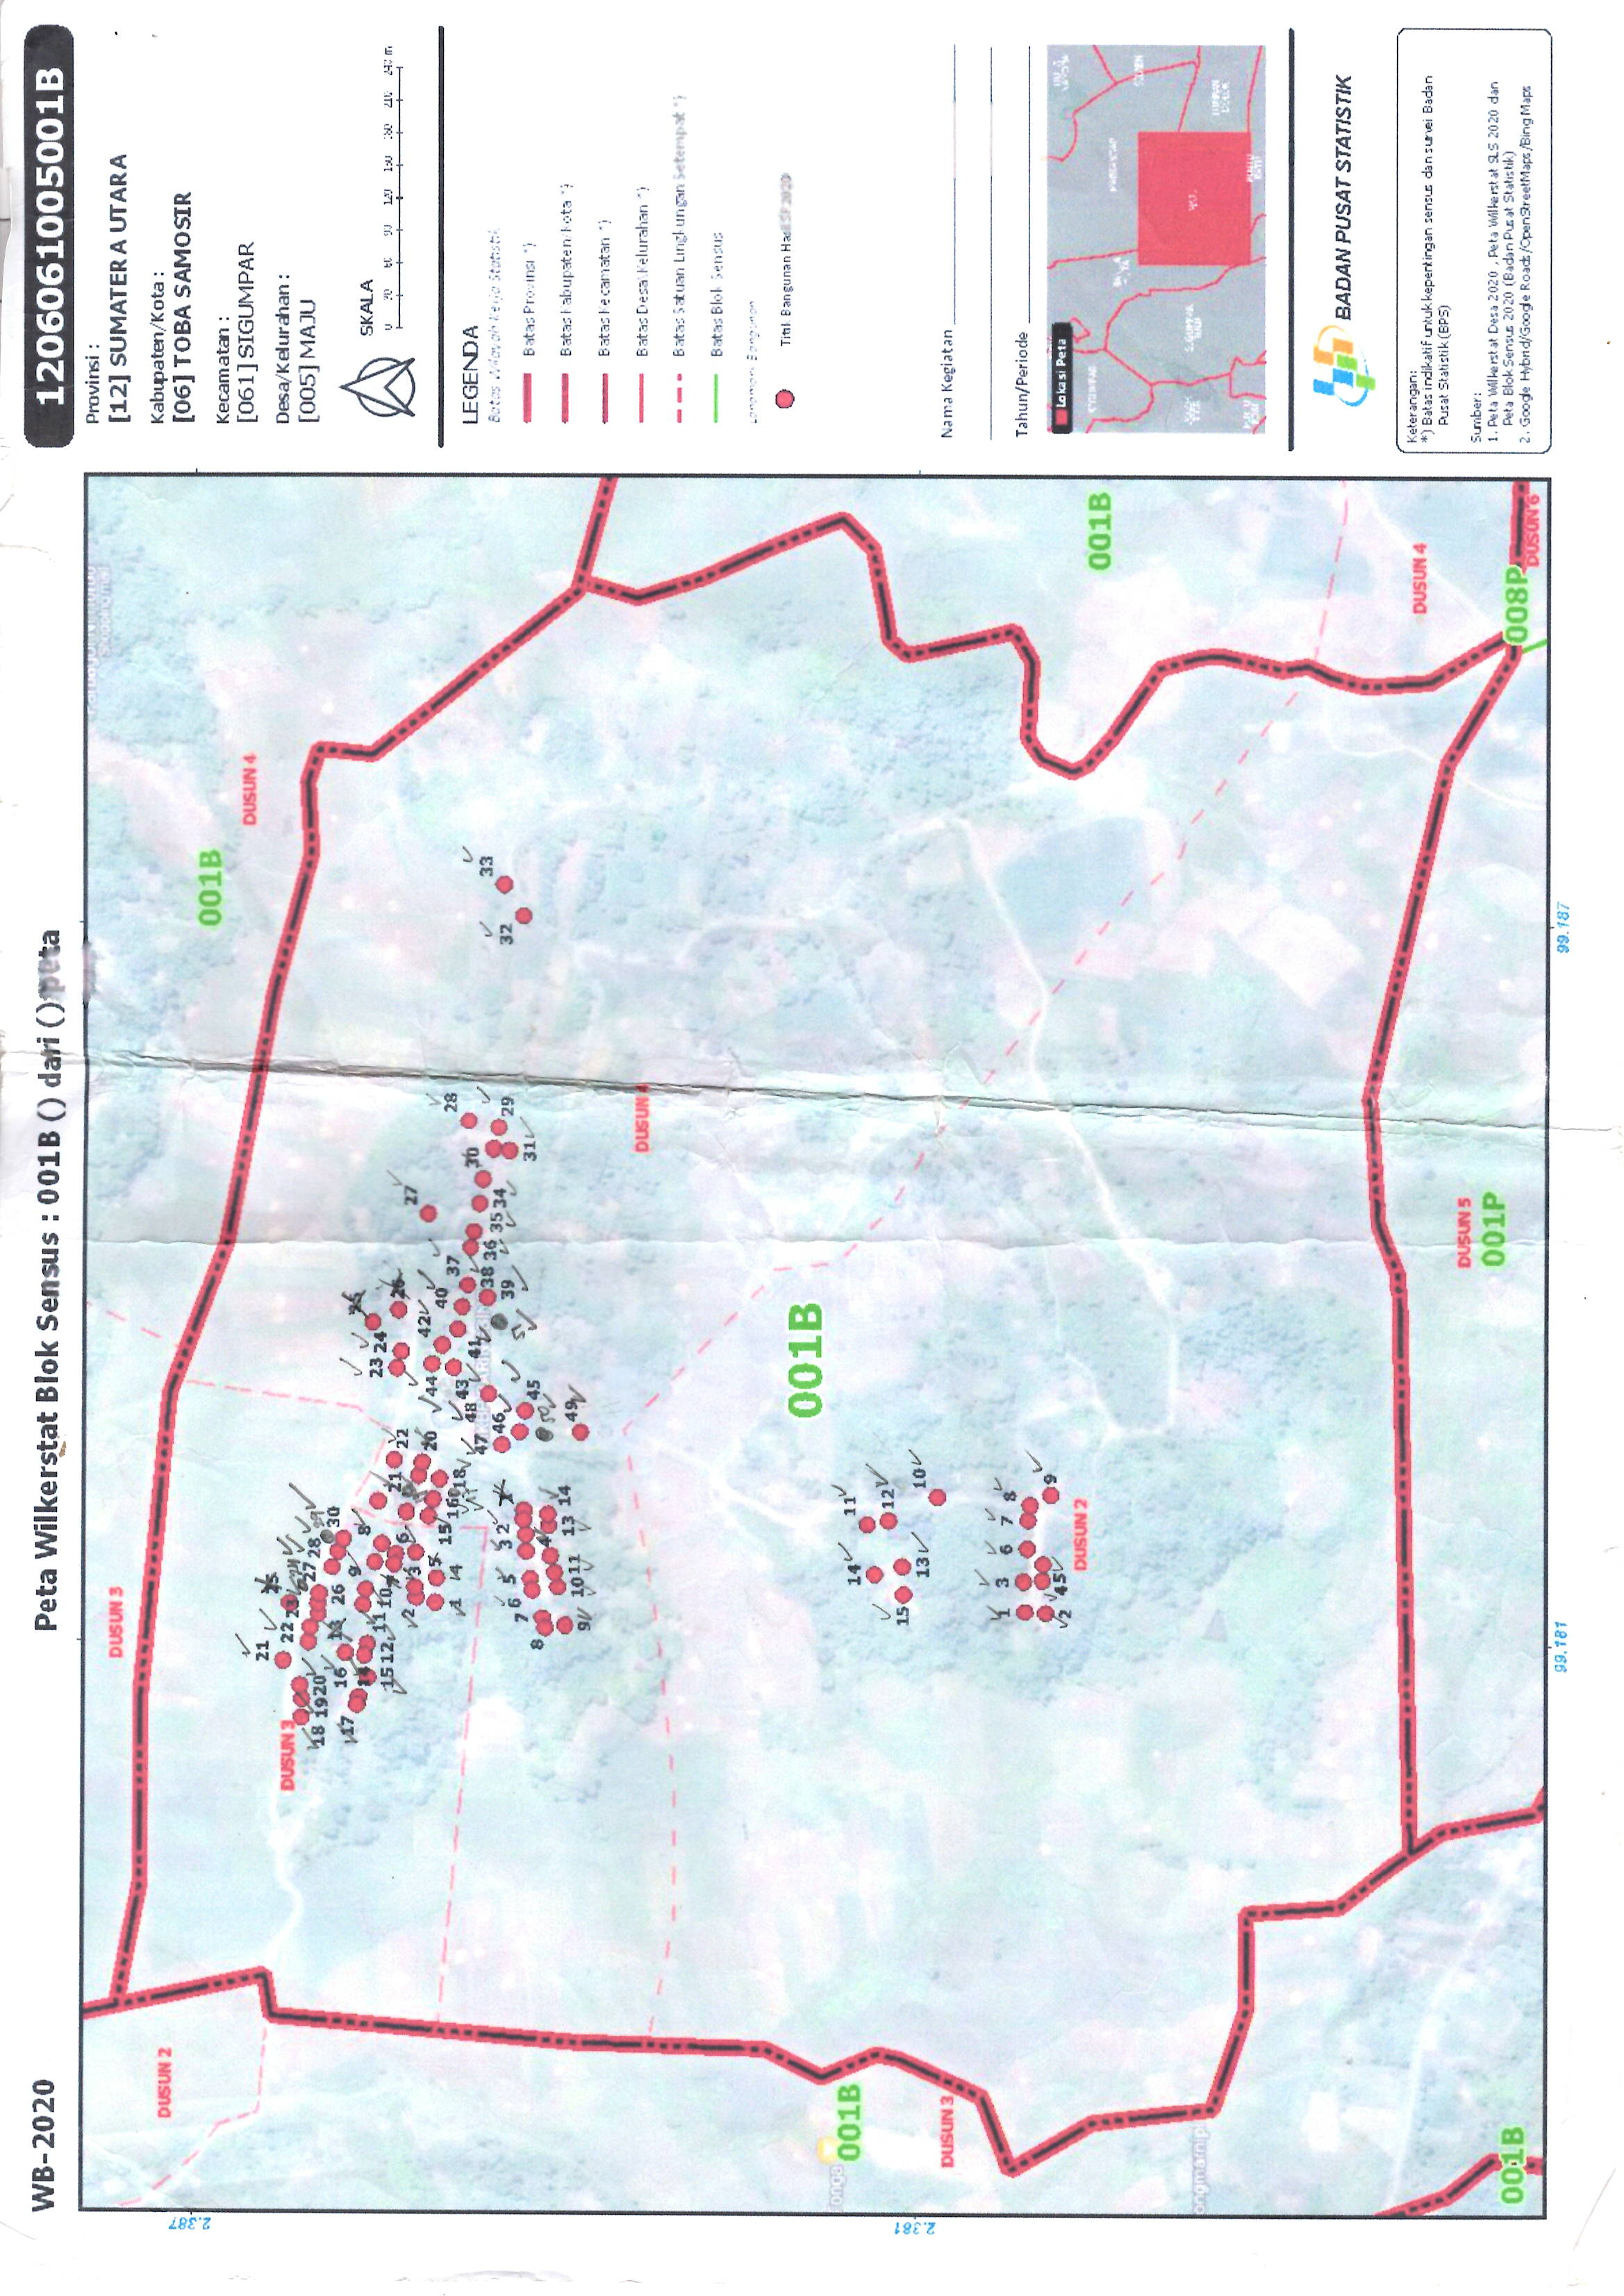 WB-2020
Peta Wilkerstat Blok Sensus : 001B () dari () peta
1206061005001B
Provinsi :
[12] SUMATERA UTARA
Kabupaten/Kota :
[06] TOBA SAMOSIR
Kecamatan :
[061] SIGUMPAR
Desa/Kelurahan :
[005] MAJU
SKALA
0 30 60 90 120 150 180 210 240 m
LEGENDA
Batas Wilayah Kerja Statistik
Batas Provinsi *)
Batas Kabupaten/Kota *)
Batas Kecamatan *)
Batas Desa\Kelurahan *)
Batas Satuan Lingkungan Setempat *)
Batas Blok Sensus
Landmark Bangunan
Titik Bangunan Hasil SP2020
Nama Kegiatan
Tahun/Periode
Lokasi Peta
BADAN PUSAT STATISTIK
Keterangan:
*) Batas indikatif untuk kepentingan sensus dan survei Badan
Pusat Statistik (BPS)
Sumber:
1. Peta Wilkerstat Desa 2020 , Peta Wilkerstat SLS 2020 dan
Peta Blok Sensus 2020 (Badan Pusat Statistik)
2. Google Hybrid/Google Roads/OpenStreetMaps/Bing Maps
2.387
2.381
99.181
99.187
DUSUN 3
DUSUN 2
Shopping mall
001B
DUSUN 4
DUSUN 3
21
22 23 25
18 19 20
27 28 29
30
26
17 16
15 12 11 10 9 8
7 6
2 3
1 4 5
21 22
20
15 16 18
23 24 25
26
27
28
44 42 40
43 41 37
48
47 46
38 36 35 34 30
39
29
31
32 33
8 7 6 5 3 2
4
9 10 11 13 14
45
50
49
51
DUSUN 4
001B
001B
14 11
12
15
13
10
DUSUN 3
1 3 6 7 8
2 4 5 9
DUSUN 2
001B
DUSUN 4
DUSUN 5
001P
001B
008P
DUSUN 6